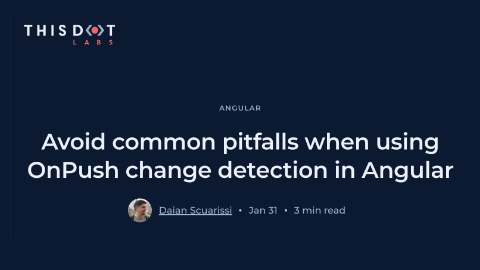 THIS DOT
LABS
ANGULAR
Avoid common pitfalls when using
OnPush change detection in Angular
Daian Scuarissi • Jan 31 • 3 min read